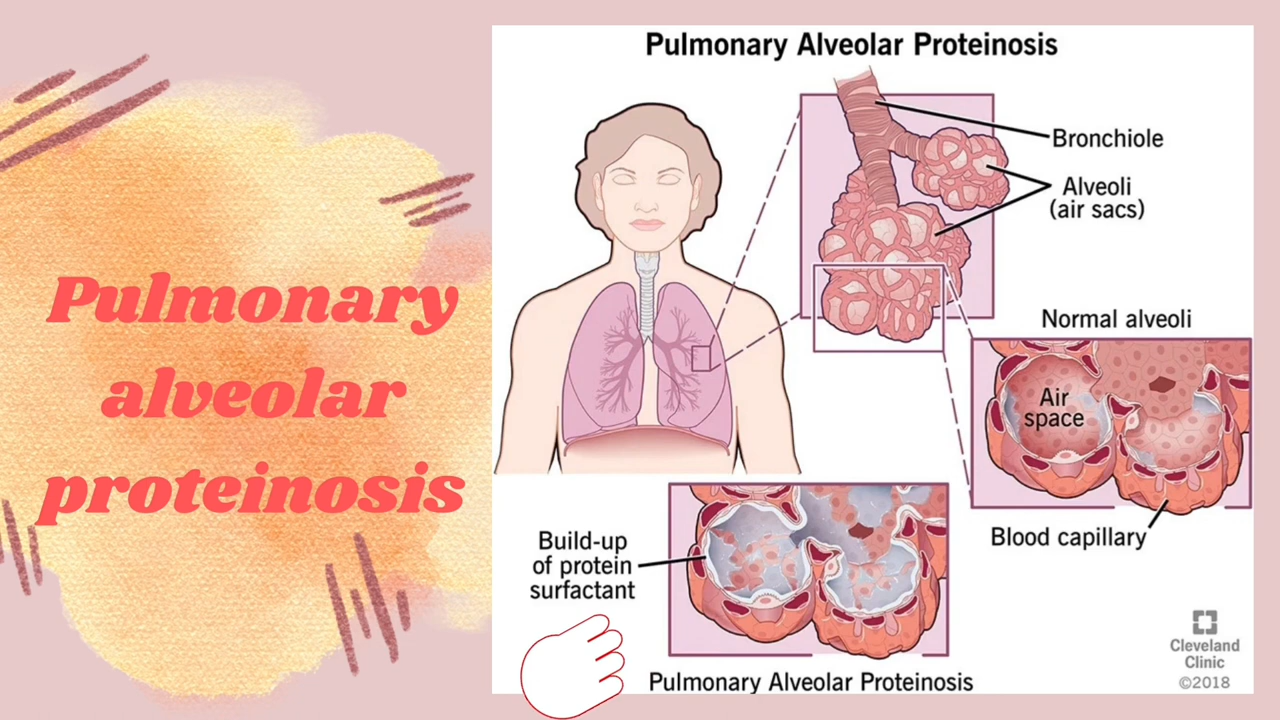 Pulmonary
alveolar
proteinosis
Pulmonary Alveolar Proteinosis
Bronchiole
Alveoli
(air sacs)
Normal alveoli
Air
space
Blood capillary
Build-up
of protein
surfactant
Pulmonary Alveolar Proteinosis
Cleveland
Clinic
©2018